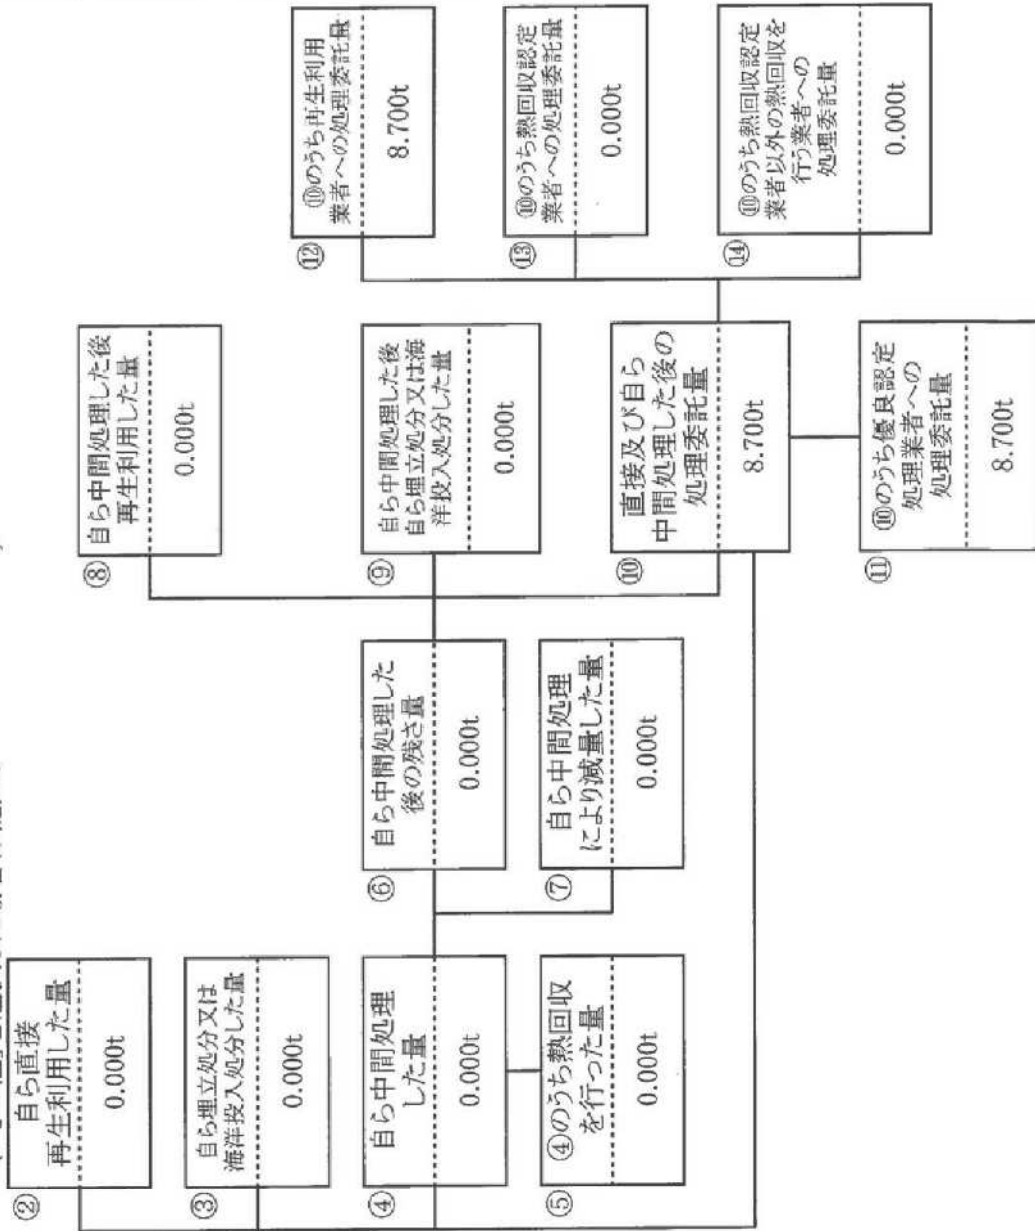 ②
自ら直接
再生利用した量
0.000t
③
自ら埋立処分又は
海洋投入処分した量
0.000t
④
自ら中間処理
した量
0.000t
⑤
④のうち熱回収
を行った量
0.000t
⑥
自ら中間処理した
後の残さ量
0.000t
⑦
自ら中間処理
により減量した量
0.000t
⑧
自ら中間処理した後
再生利用した量
0.000t
⑨
自ら中間処理した後
自ら埋立処分又は海
洋投入処分した量
0.000t
⑩
直接及び自ら
中間処理した後の
処理委託量
8.700t
⑪
⑩のうち優良認定
処理業者への
処理委託量
8.700t
⑫
⑩のうち再生利用
業者への処理委託量
8.700t
⑬
⑩のうち熱回収認定
業者への処理委託量
0.000t
⑭
⑩のうち熱回収認定
業者以外の熱回収を
行う業者への
処理委託量
0.000t